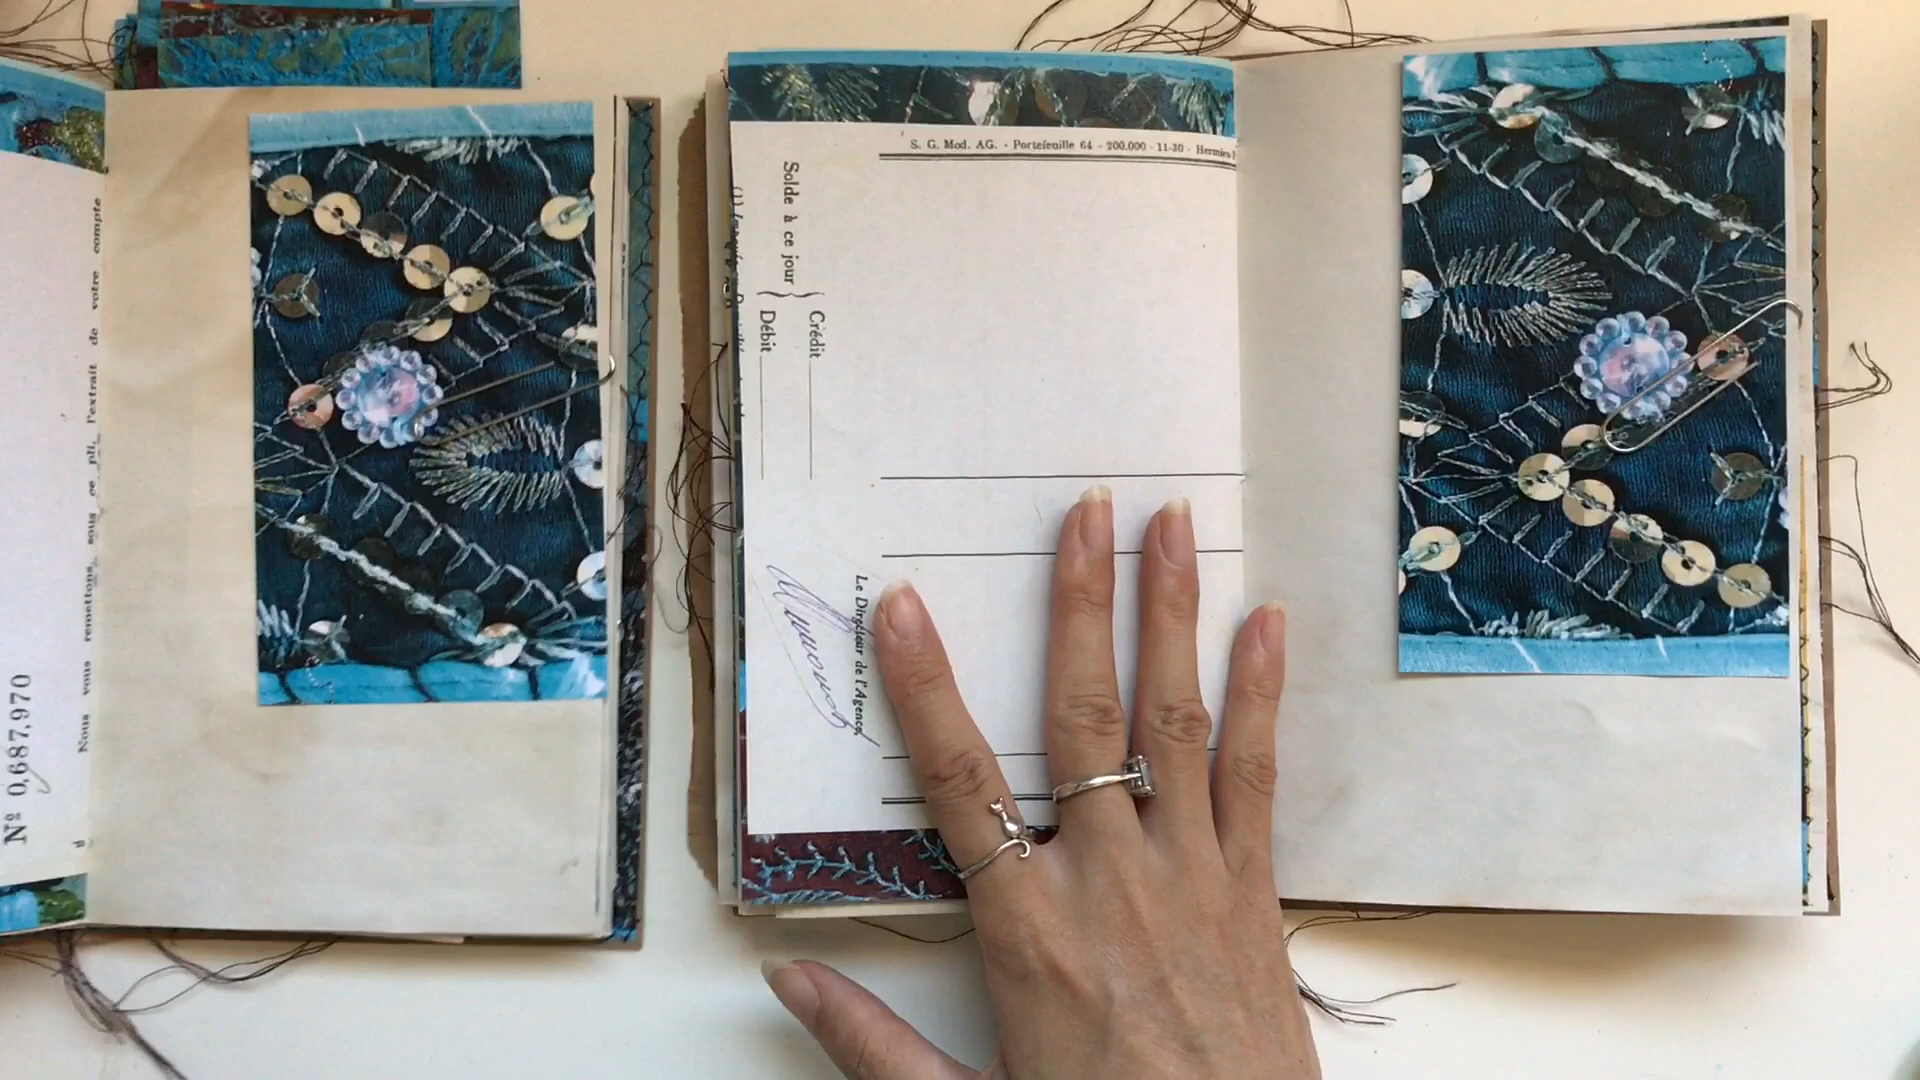 Nous vous remettons, sous ce pli, l'extrait de votre compte
Nº 0,687,970
S. G. Mod. AG. - Portefeuille 64 - 200.000 - 11-30 -
Solde à ce jour
Crédit
Débit
Le Directeur de l'Agence,